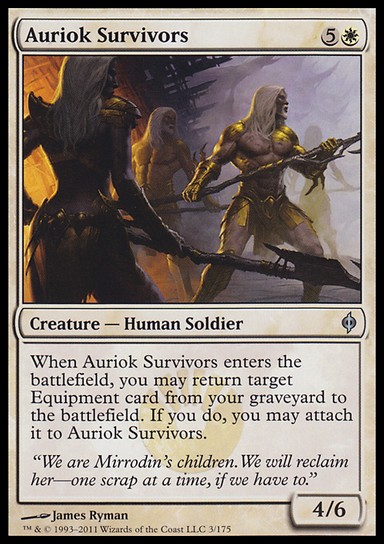 Auriok Survivors 5
Creature — Human Soldier
When Auriok Survivors enters the
battlefield, you may return target
Equipment card from your graveyard to
the battlefield. If you do, you may attach
it to Auriok Survivors.
“We are Mirrodin’s children. We will reclaim
her—one scrap at a time, if we have to.”
James Ryman
4/6
™ & © 1993–2011 Wizards of the Coast LLC 3/175